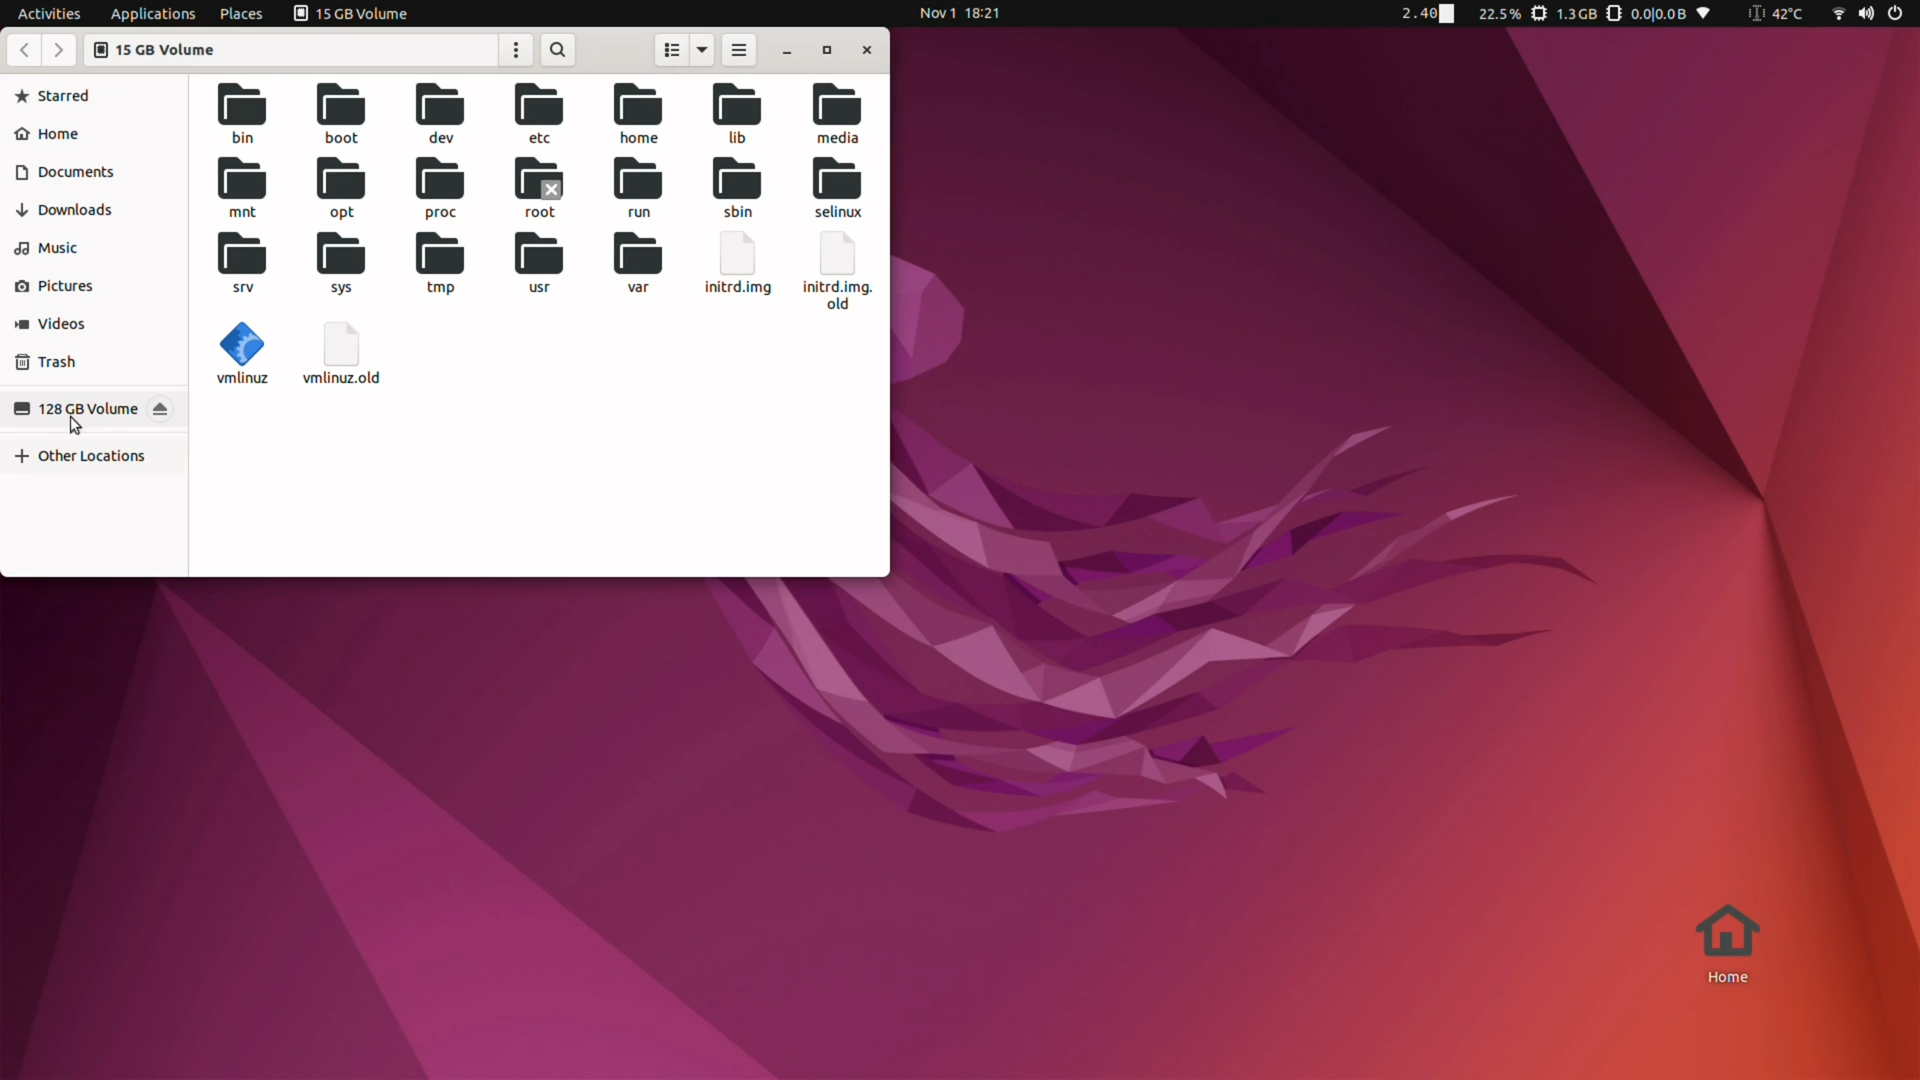 Activities Applications Places 15 GB Volume Nov 1 18:21 2.40 22.5% 1.3GB 0.0|0.0B 42°C
15 GB Volume
Starred
Home
Documents
Downloads
Music
Pictures
Videos
Trash
128 GB Volume
Other Locations
bin boot dev etc home lib media
mnt opt proc root run sbin selinux
srv sys tmp usr var initrd.img initrd.img.
old
vmlinuz vmlinuz.old
Home